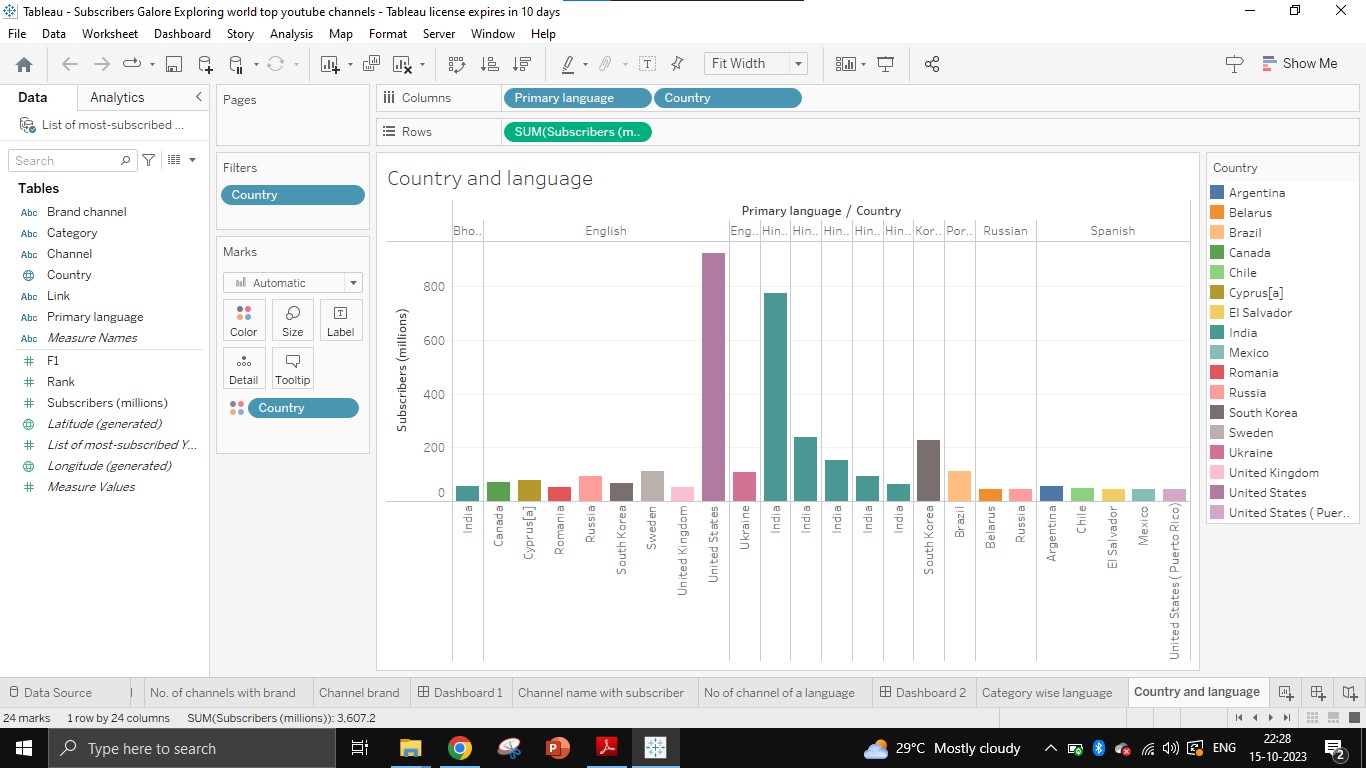 Tableau - Subscribers Galore Exploring world top youtube channels - Tableau license expires in 10 days
File Data Worksheet Dashboard Story Analysis Map Format Server Window Help
Fit Width
Show Me
Data Analytics
List of most-subscribed ...
Search
Tables
Abc Brand channel
Abc Category
Abc Channel
Country
Abc Link
Abc Primary language
Abc Measure Names
F1
Rank
Subscribers (millions)
Latitude (generated)
List of most-subscribed Y...
Longitude (generated)
Measure Values
Pages
Filters
Country
Marks
Automatic
Color Size Label
Detail Tooltip
Country
Columns Primary language Country
Rows SUM(Subscribers (m..
Country and language
Primary language / Country
Bho.. English Eng.. Hin.. Hin.. Hin.. Hin.. Hin.. Kor.. Por.. Russian Spanish
Subscribers (millions)
800
600
400
200
0
India
Canada
Cyprus[a]
Romania
Russia
South Korea
Sweden
United Kingdom
United States
Ukraine
India
India
India
India
India
South Korea
Brazil
Belarus
Russia
Argentina
Chile
El Salvador
Mexico
United States ( Puerto Rico)
Country
Argentina
Belarus
Brazil
Canada
Chile
Cyprus[a]
El Salvador
India
Mexico
Romania
Russia
South Korea
Sweden
Ukraine
United Kingdom
United States
United States ( Puer..
Data Source No. of channels with brand Channel brand Dashboard 1 Channel name with subscriber No of channel of a language Dashboard 2 Category wise language Country and language
24 marks 1 row by 24 columns SUM(Subscribers (millions)): 3,607.2
Type here to search
29°C Mostly cloudy
ENG
22:28
15-10-2023
2